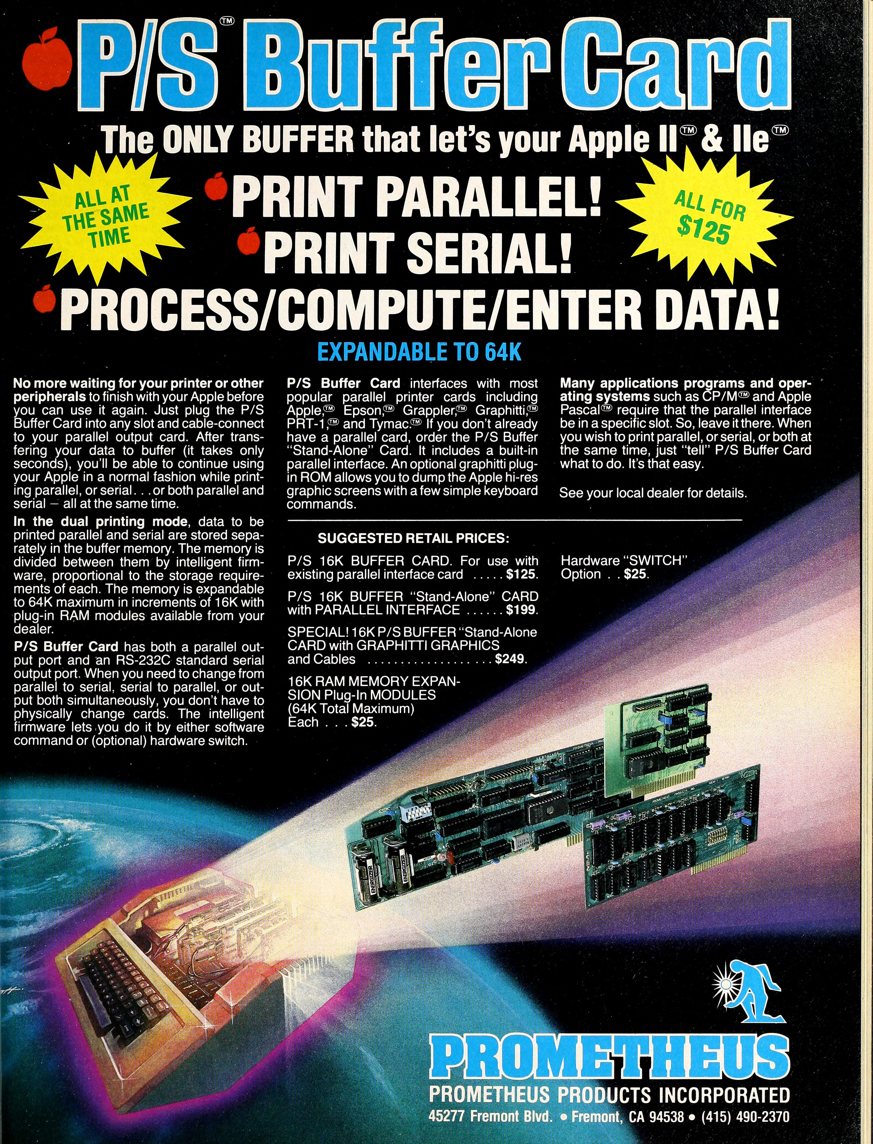 P/S™ Buffer Card
The ONLY BUFFER that let's your Apple II™ & IIe™
ALL AT
THE SAME
TIME
PRINT PARALLEL!
ALL FOR
$125
PRINT SERIAL!
PROCESS/COMPUTE/ENTER DATA!
EXPANDABLE TO 64K
No more waiting for your printer or other
peripherals to finish with your Apple before
you can use it again. Just plug the P/S
Buffer Card into any slot and cable-connect
to your parallel output card. After trans-
fering your data to buffer (it takes only
seconds), you'll be able to continue using
your Apple in a normal fashion while print-
ing parallel, or serial. . .or both parallel and
serial – all at the same time.
In the dual printing mode, data to be
printed parallel and serial are stored sepa-
rately in the buffer memory. The memory is
divided between them by intelligent firm-
ware, proportional to the storage require-
ments of each. The memory is expandable
to 64K maximum in increments of 16K with
plug-in RAM modules available from your
dealer.
P/S Buffer Card has both a parallel out-
put port and an RS-232C standard serial
output port. When you need to change from
parallel to serial, serial to parallel, or out-
put both simultaneously, you don't have to
physically change cards. The intelligent
firmware lets you do it by either software
command or (optional) hardware switch.
P/S Buffer Card interfaces with most
popular parallel printer cards including
Apple™ Epson,™ Grappler,™ Graphitti,™
PRT-1,™ and Tymac.™ If you don't already
have a parallel card, order the P/S Buffer
"Stand-Alone" Card. It includes a built-in
parallel interface. An optional graphitti plug-
in ROM allows you to dump the Apple hi-res
graphic screens with a few simple keyboard
commands.
Many applications programs and oper-
ating systems such as CP/M™ and Apple
Pascal™ require that the parallel interface
be in a specific slot. So, leave it there. When
you wish to print parallel, or serial, or both at
the same time, just "tell" P/S Buffer Card
what to do. It's that easy.
See your local dealer for details.
SUGGESTED RETAIL PRICES:
P/S 16K BUFFER CARD. For use with
existing parallel interface card . . . . . $125.
P/S 16K BUFFER "Stand-Alone" CARD
with PARALLEL INTERFACE . . . . . . $199.
SPECIAL! 16K P/S BUFFER "Stand-Alone
CARD with GRAPHITTI GRAPHICS
and Cables . . . . . . . . . . . . . . . . . . $249.
16K RAM MEMORY EXPAN-
SION Plug-In MODULES
(64K Total Maximum)
Each . . . $25.
Hardware "SWITCH"
Option . . $25.
PROMETHEUS
PROMETHEUS PRODUCTS INCORPORATED
45277 Fremont Blvd. • Fremont, CA 94538 • (415) 490-2370